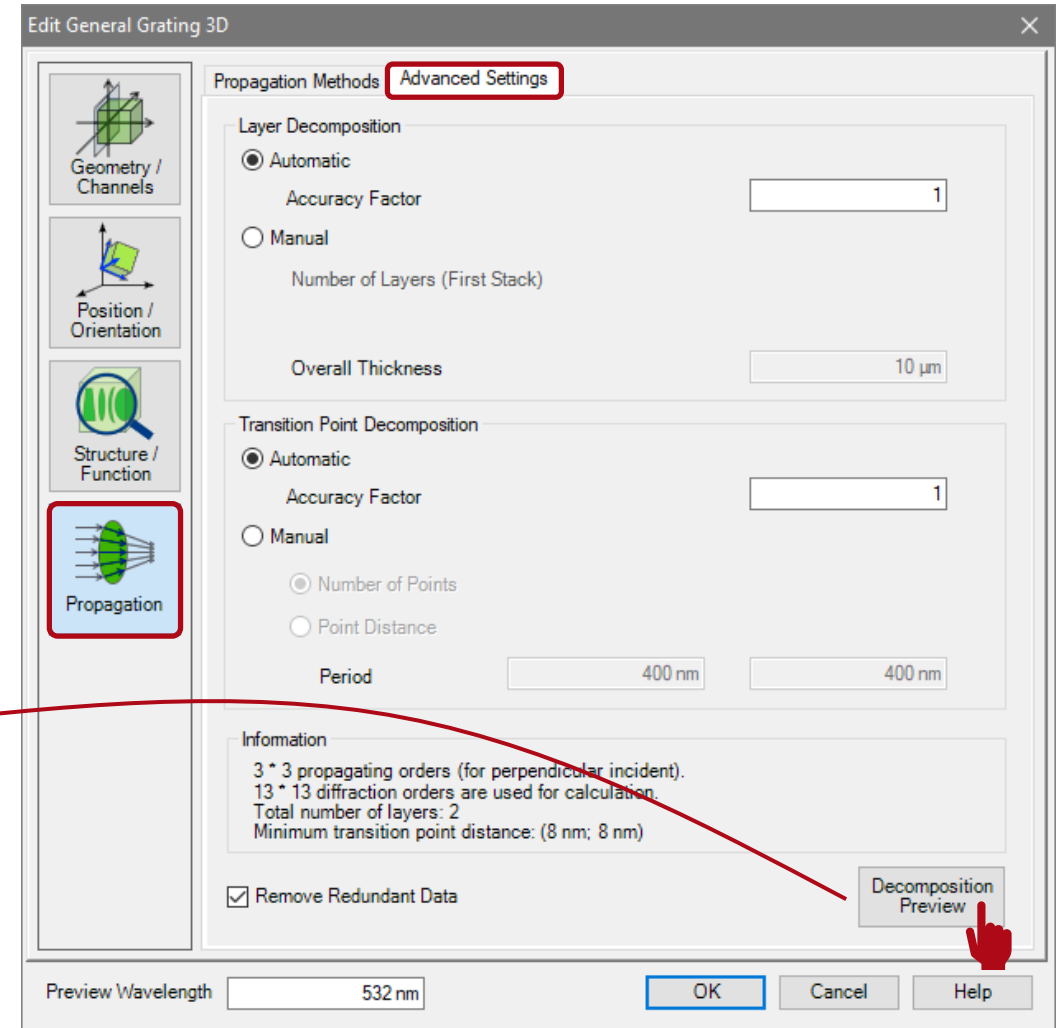 Edit General Grating 3D
Geometry /
Channels
Position /
Orientation
Structure /
Function
Propagation
Propagation Methods
Advanced Settings
Layer Decomposition
Automatic
Accuracy Factor
1
Manual
Number of Layers (First Stack)
Overall Thickness
10 µm
Transition Point Decomposition
Automatic
Accuracy Factor
1
Manual
Number of Points
Point Distance
Period
400 nm
400 nm
Information
3 * 3 propagating orders (for perpendicular incident).
13 * 13 diffraction orders are used for calculation.
Total number of layers: 2
Minimum transition point distance: (8 nm; 8 nm)
Remove Redundant Data
Decomposition
Preview
Preview Wavelength
532 nm
OK
Cancel
Help